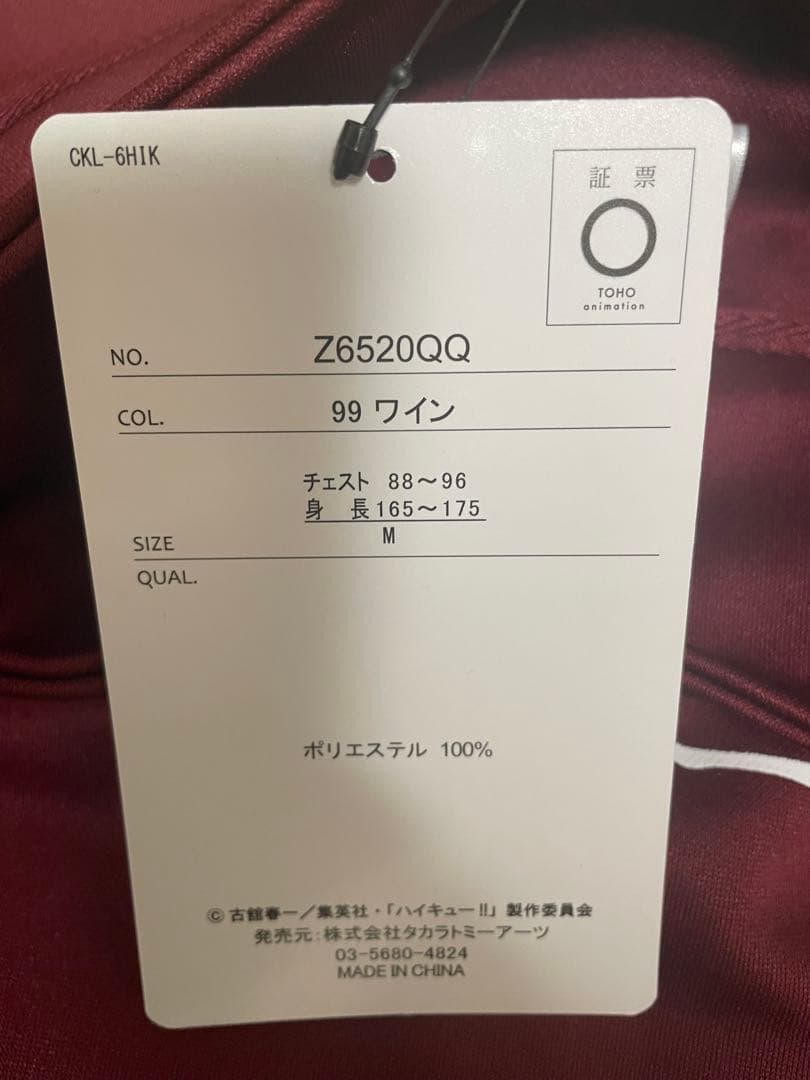 CKL-6HIK
証 票
TOHO
animation
NO. Z6520QQ
COL. 99 ワイン
チェスト 88～96
身 長 165～175
SIZE M
QUAL.
ポリエステル 100%
©古舘春一／集英社・「ハイキュー!!」製作委員会
発売元：株式会社タカラトミーアーツ
03-5680-4824
MADE IN CHINA